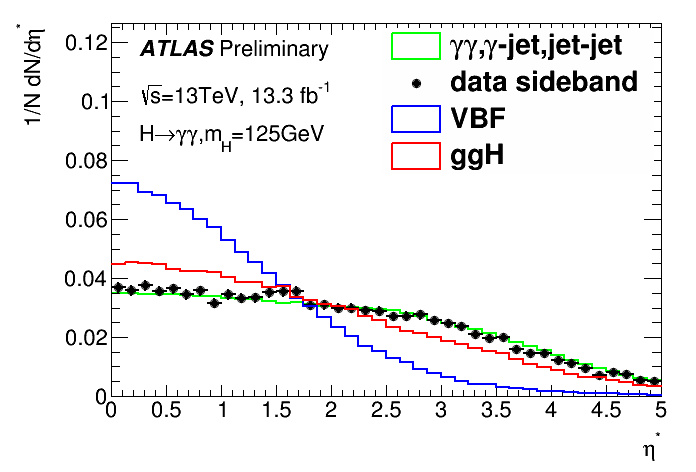 1/N dN/dη*
ATLAS Preliminary
√s=13TeV, 13.3 fb⁻¹
H→γγ,m_H=125GeV
γγ,γ-jet,jet-jet
data sideband
VBF
ggH
0.12
0.1
0.08
0.06
0.04
0.02
0
0 0.5 1 1.5 2 2.5 3 3.5 4 4.5 5
η*